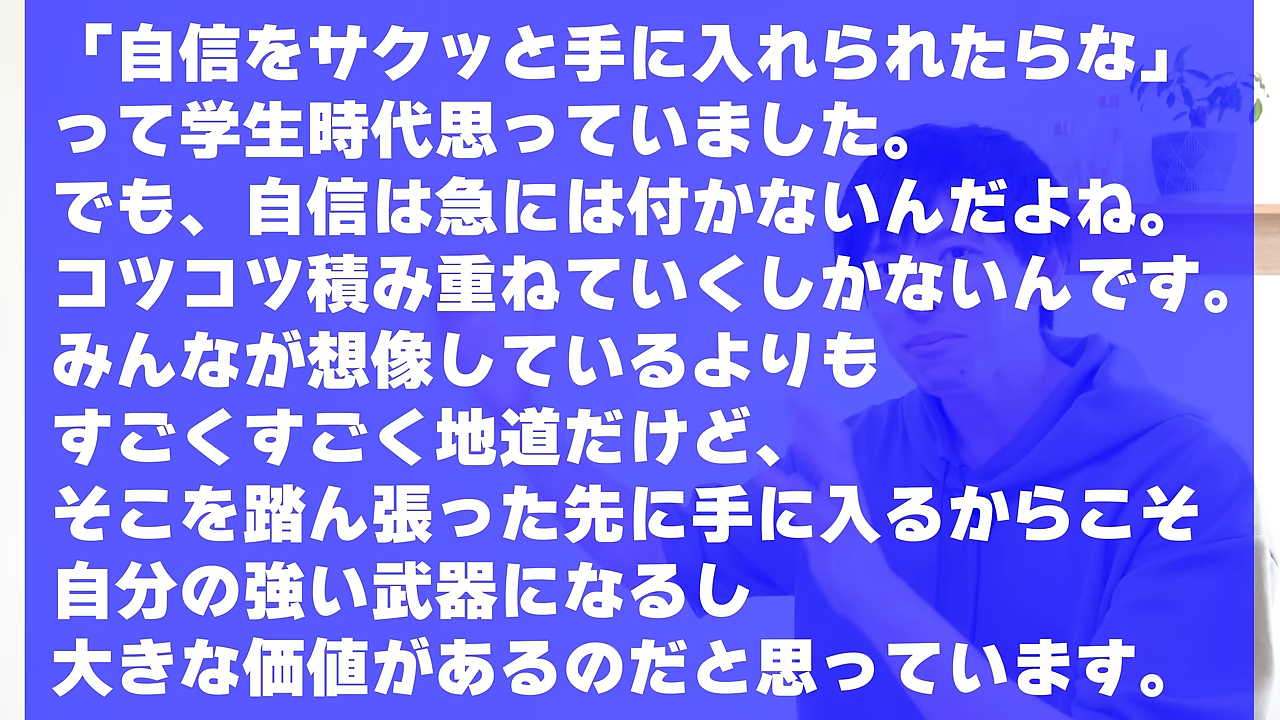 「自信をサクッと手に入れられたらな」
って学生時代思っていました。
でも、自信は急には付かないんだよね。
コツコツ積み重ねていくしかないんです。
みんなが想像しているよりも
すごくすごく地道だけど、
そこを踏ん張った先に手に入るからこそ
自分の強い武器になるし
大きな価値があるのだと思っています。